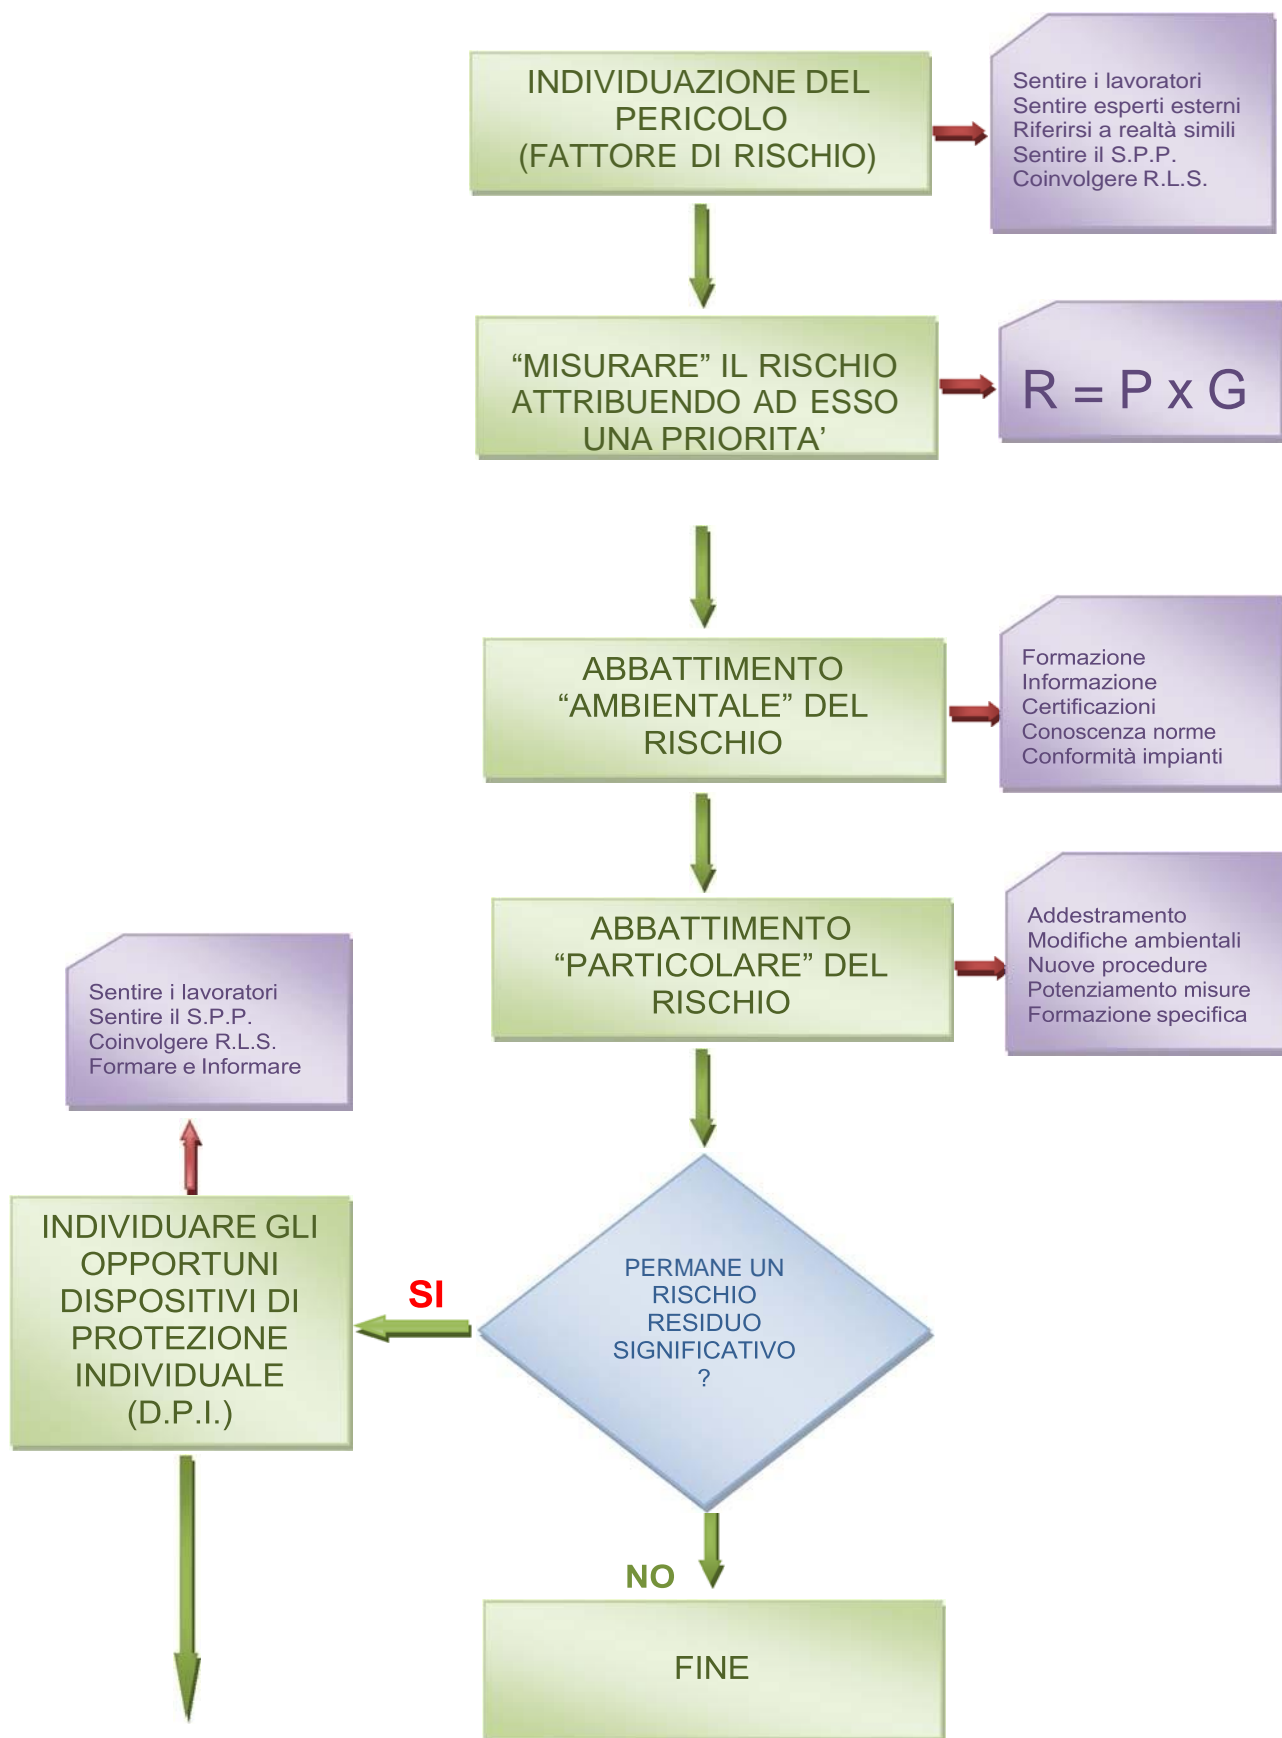 INDIVIDUAZIONE DEL
PERICOLO
(FATTORE DI RISCHIO)
Sentire i lavoratori
Sentire esperti esterni
Riferirsi a realtà simili
Sentire il S.P.P.
Coinvolgere R.L.S.
“MISURARE” IL RISCHIO
ATTRIBUENDO AD ESSO
UNA PRIORITA’
R = P x G
ABBATTIMENTO
“AMBIENTALE” DEL
RISCHIO
Formazione
Informazione
Certificazioni
Conoscenza norme
Conformità impianti
ABBATTIMENTO
“PARTICOLARE” DEL
RISCHIO
Addestramento
Modifiche ambientali
Nuove procedure
Potenziamento misure
Formazione specifica
Sentire i lavoratori
Sentire il S.P.P.
Coinvolgere R.L.S.
Formare e Informare
INDIVIDUARE GLI
OPPORTUNI
DISPOSITIVI DI
PROTEZIONE
INDIVIDUALE
(D.P.I.)
SI
PERMANE UN
RISCHIO
RESIDUO
SIGNIFICATIVO
?
NO
FINE